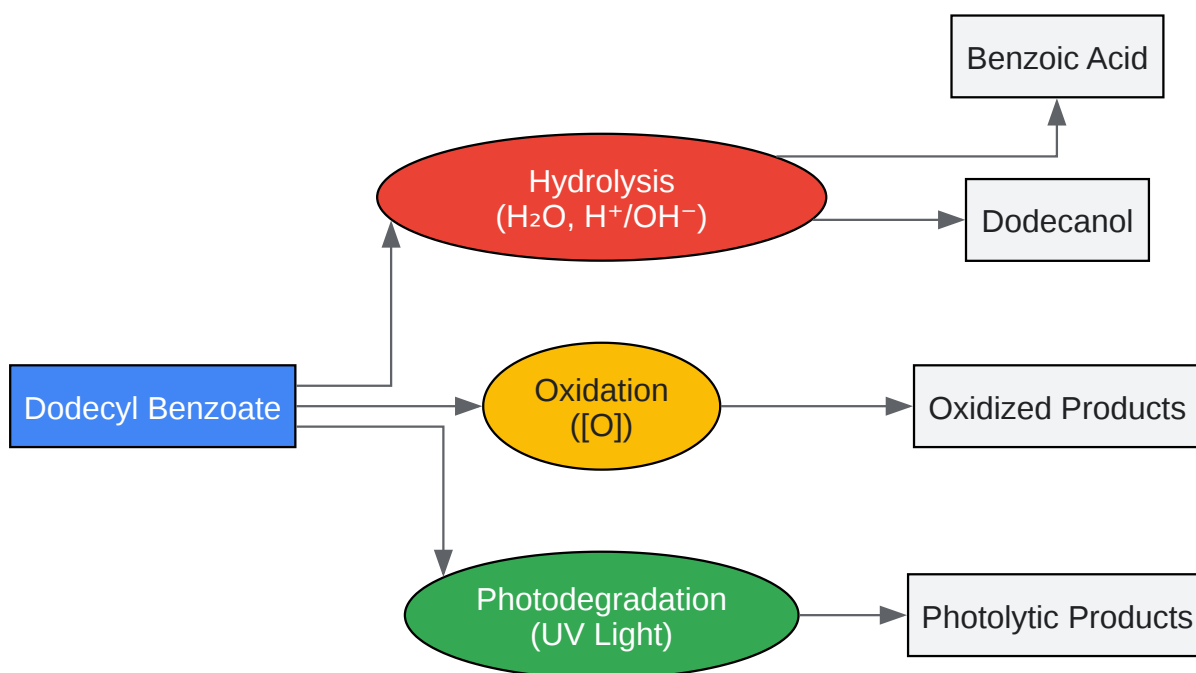 Benzoic Acid
Hydrolysis
(H₂O, H⁺/OH⁻)
Dodecanol
Dodecyl Benzoate
Oxidation
([O])
Oxidized Products
Photodegradation
(UV Light)
Photolytic Products